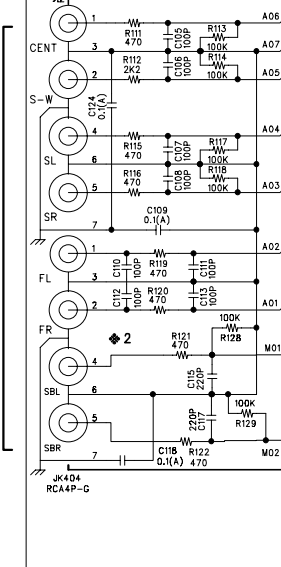 1 R111 470 C105 100P R113 100K A06
CENT 3 A07
2 R112 2K2 C106 100P R114 100K A05
S-W
C124 0.1(A)
4 R115 470 C107 100P R117 100K A04
SL 6
5 R116 470 C108 100P R118 100K A03
SR
7 C109 0.1(A)
1 C110 100P R119 470 C111 100P A02
FL 3
2 C112 100P R120 470 C113 100P A01
FR
2
100K R128
4 R121 470 M01
SBL 6 C115 220P
5 220P C117 100K R129
SBR
7 C118 0.1(A) R122 470 M02
JK404
RCA4P-G